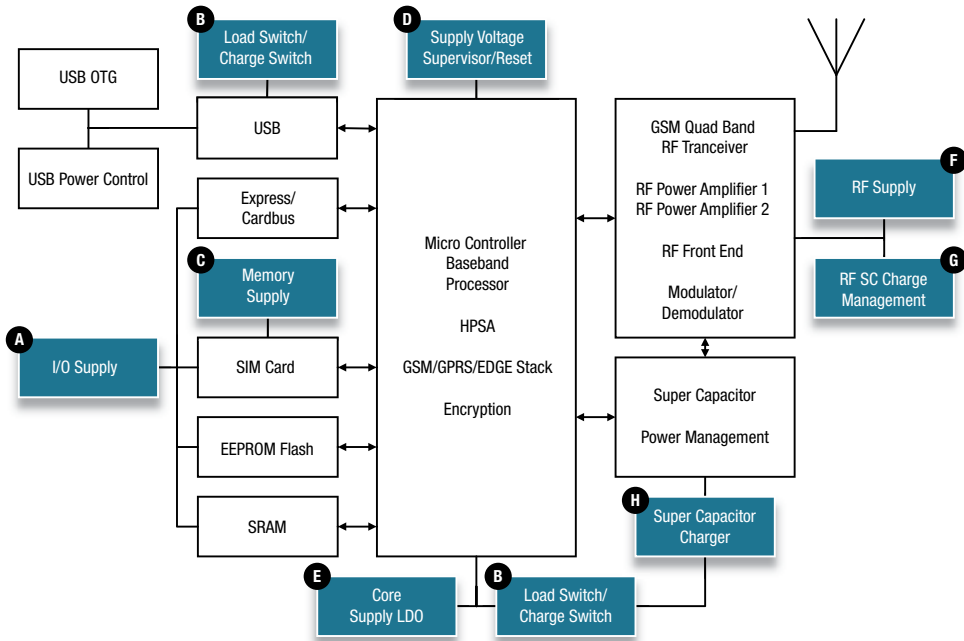 B
Load Switch/
Charge Switch
D
Supply Voltage
Supervisor/Reset
USB OTG
USB
USB Power Control
Express/
Cardbus
C
Memory
Supply
A
I/O Supply
SIM Card
EEPROM Flash
SRAM
Micro Controller
Baseband
Processor
HPSA
GSM/GPRS/EDGE Stack
Encryption
GSM Quad Band
RF Tranceiver
RF Power Amplifier 1
RF Power Amplifier 2
RF Front End
Modulator/
Demodulator
F
RF Supply
G
RF SC Charge
Management
Super Capacitor
Power Management
H
Super Capacitor
Charger
E
Core
Supply LDO
B
Load Switch/
Charge Switch